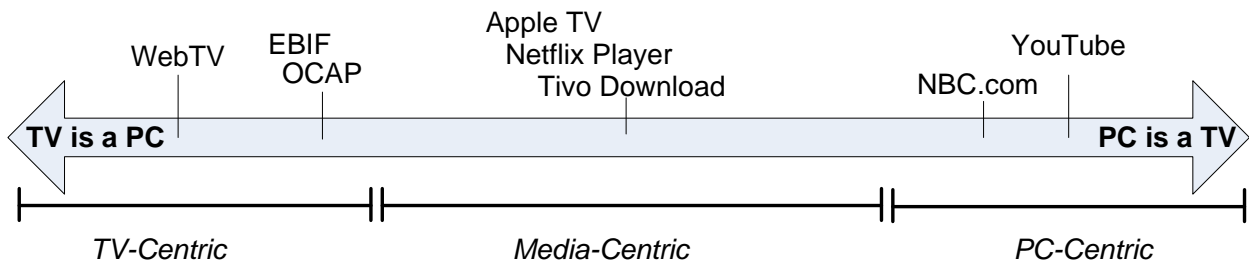 Apple TV
Netflix Player
Tivo Download
WebTV
EBIF
OCAP
NBC.com
YouTube
TV is a PC
PC is a TV
TV-Centric
Media-Centric
PC-Centric